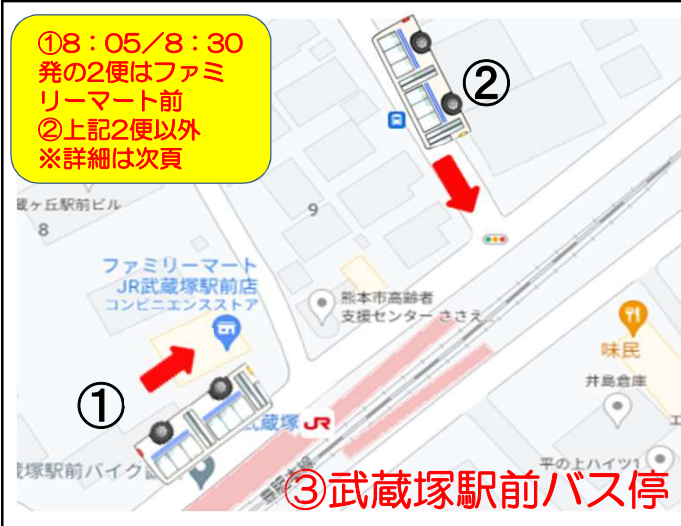 ①8：05／8：30
発の2便はファミ
リーマート前
②上記2便以外
※詳細は次頁
②
蔵ヶ丘駅前ビル
8
9
ファミリーマート
JR武蔵塚駅前店
コンビニエンスストア
熊本市高齢者
支援センター ささえ...
味民
井島倉庫
①
武蔵塚 JR
塚駅前バイク
平の上ハイツ1
③武蔵塚駅前バス停